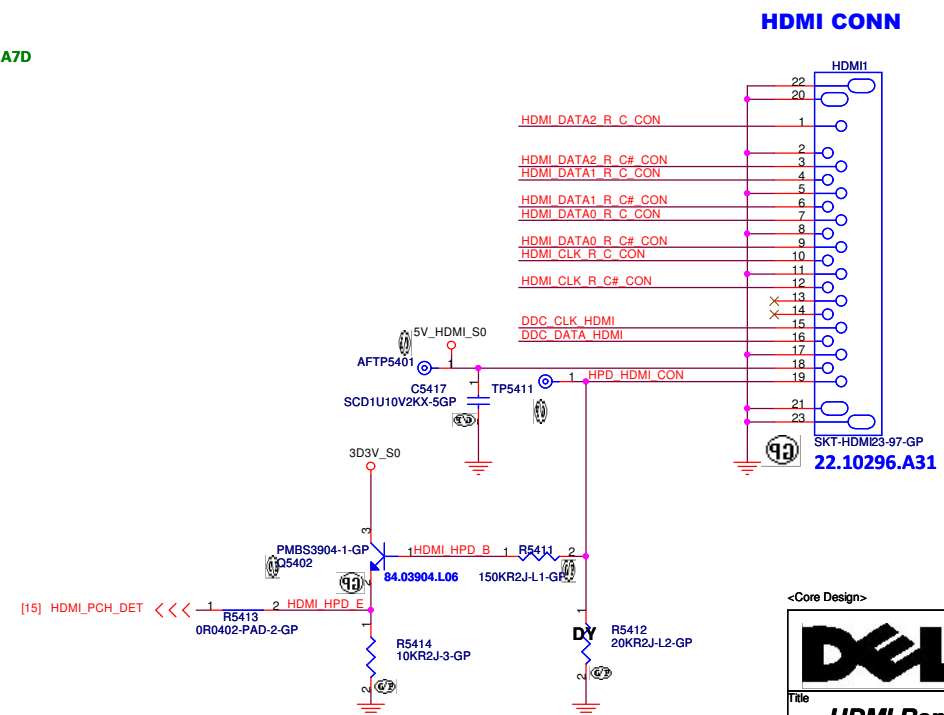 HDMI CONN
A7D
HDMI1
22
20
HDMI_DATA2_R_C_CON 1
2
HDMI_DATA2_R_C#_CON 3
HDMI_DATA1_R_C_CON 4
5
HDMI_DATA1_R_C#_CON 6
HDMI_DATA0_R_C_CON 7
8
HDMI_DATA0_R_C#_CON 9
HDMI_CLK_R_C_CON 10
11
HDMI_CLK_R_C#_CON 12
13
14
DDC_CLK_HDMI 15
DDC_DATA_HDMI 16
17
18
HPD_HDMI_CON 19
21
23
SKT-HDMI23-97-GP
22.10296.A31
5V_HDMI_S0
AFTP5401 1
C5417
SCD1U10V2KX-5GP
1
TP5411 1
3D3V_S0
3
PMBS3904-1-GP
Q5402
84.03904.L06
1 HDMI_HPD_B 1 R5411 2
150KR2J-L1-GP
2
[15] HDMI_PCH_DET 1 R5413 2 HDMI_HPD_E
0R0402-PAD-2-GP
1
R5414
10KR2J-3-GP
2
1
DY R5412
20KR2J-L2-GP
2
<Core Design>
Title